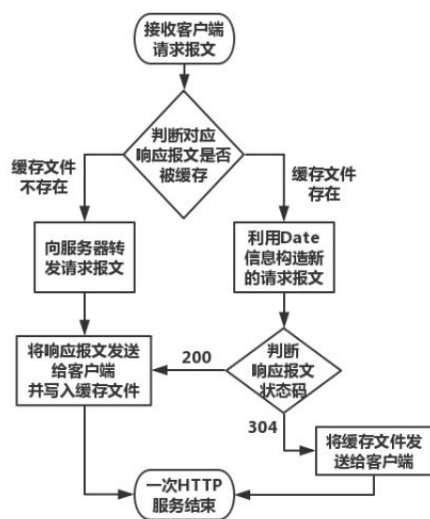 接收客户端
请求报文
判断对应
响应报文是否
被缓存
缓存文件
不存在
缓存文件
存在
向服务器转
发请求报文
利用Date
信息构造新
的请求报文
将响应报文发送
给客户端
并写入缓存文件
200
判断
响应报文
状态码
304
将缓存文件发
送给客户端
一次HTTP
服务结束